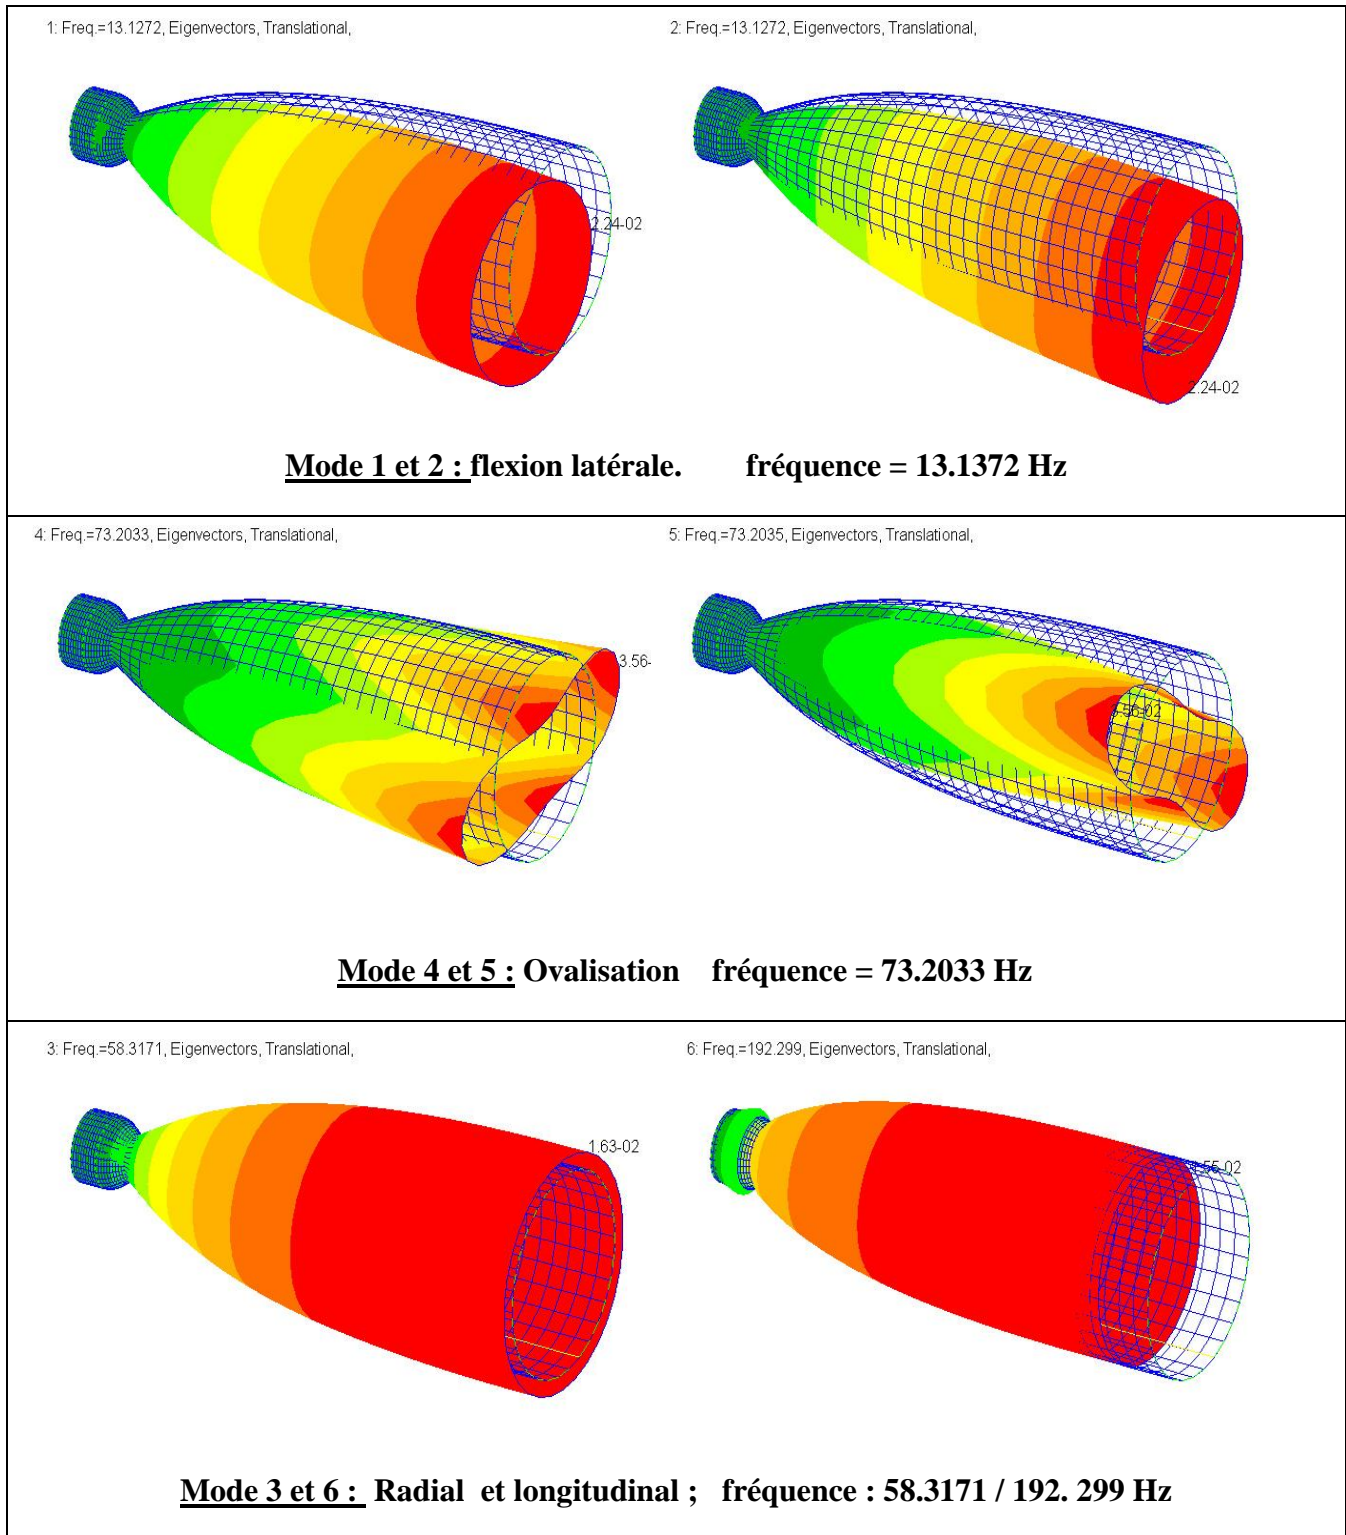 1: Freq.=13.1272, Eigenvectors, Translational,
2: Freq.=13.1272, Eigenvectors, Translational,
2.24-02
2.24-02
Mode 1 et 2 : flexion latérale. fréquence = 13.1372 Hz
4: Freq.=73.2033, Eigenvectors, Translational,
5: Freq.=73.2035, Eigenvectors, Translational,
3.56-
3.56-02
Mode 4 et 5 : Ovalisation fréquence = 73.2033 Hz
3: Freq.=58.3171, Eigenvectors, Translational,
6: Freq.=192.299, Eigenvectors, Translational,
1.63-02
Mode 3 et 6 : Radial et longitudinal ; fréquence : 58.3171 / 192. 299 Hz